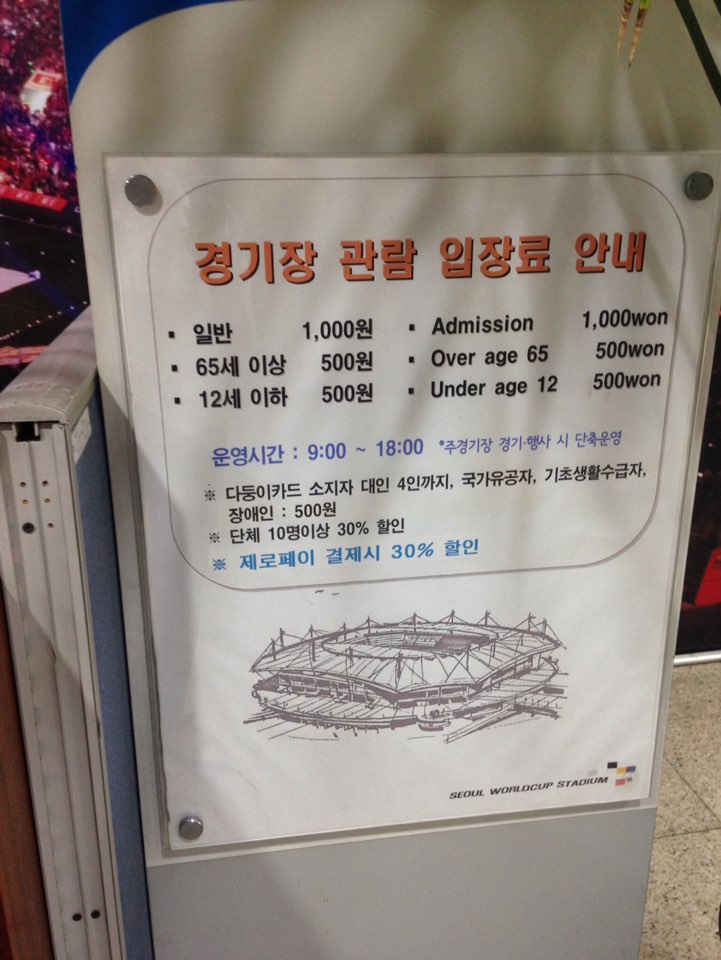 경기장 관람 입장료 안내
▪ 일반 1,000원 ▪ Admission 1,000won
▪ 65세 이상 500원 ▪ Over age 65 500won
▪ 12세 이하 500원 ▪ Under age 12 500won
운영시간 : 9:00 ~ 18:00 *주경기장 경기·행사 시 단축운영
※ 다둥이카드 소지자 대인 4인까지, 국가유공자, 기초생활수급자,
장애인 : 500원
※ 단체 10명이상 30% 할인
※ 제로페이 결제시 30% 할인
SEOUL WORLDCUP STADIUM